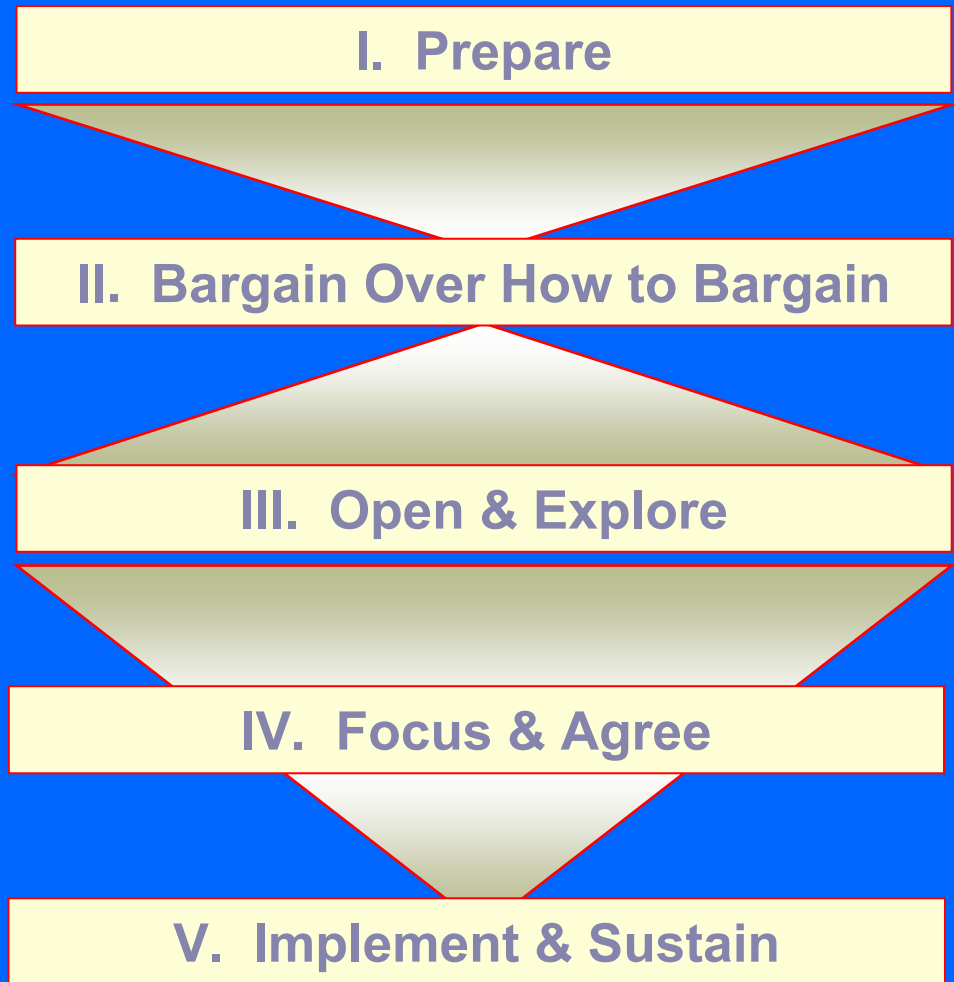 I. Prepare
II. Bargain Over How to Bargain
III. Open & Explore
IV. Focus & Agree
V. Implement & Sustain